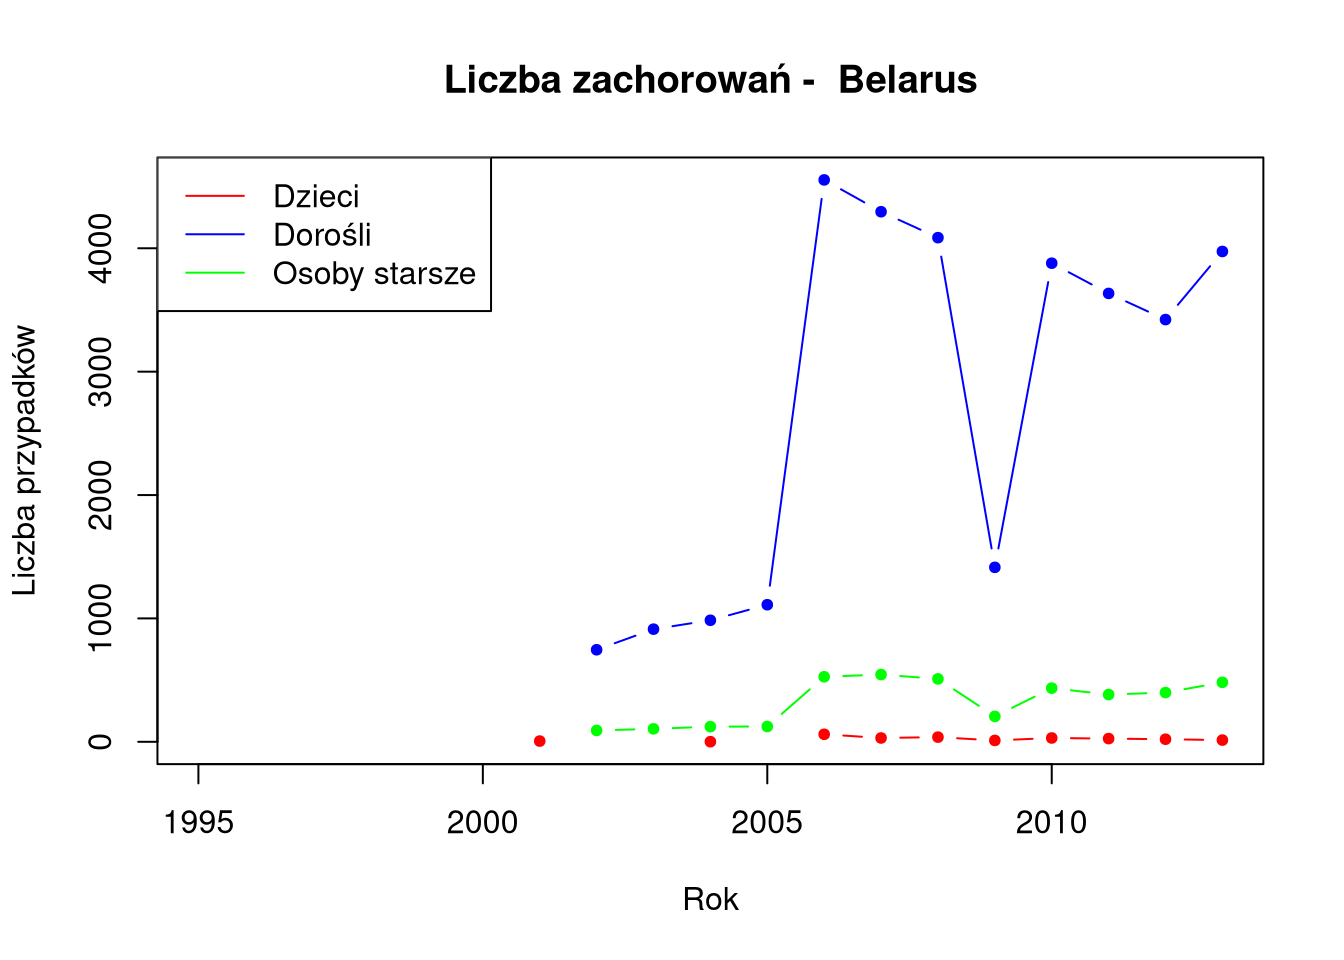 Liczba zachorowań -  Belarus
Dzieci
Dorośli
Osoby starsze
Liczba przypadków
4000
3000
2000
1000
0
1995 2000 2005 2010
Rok